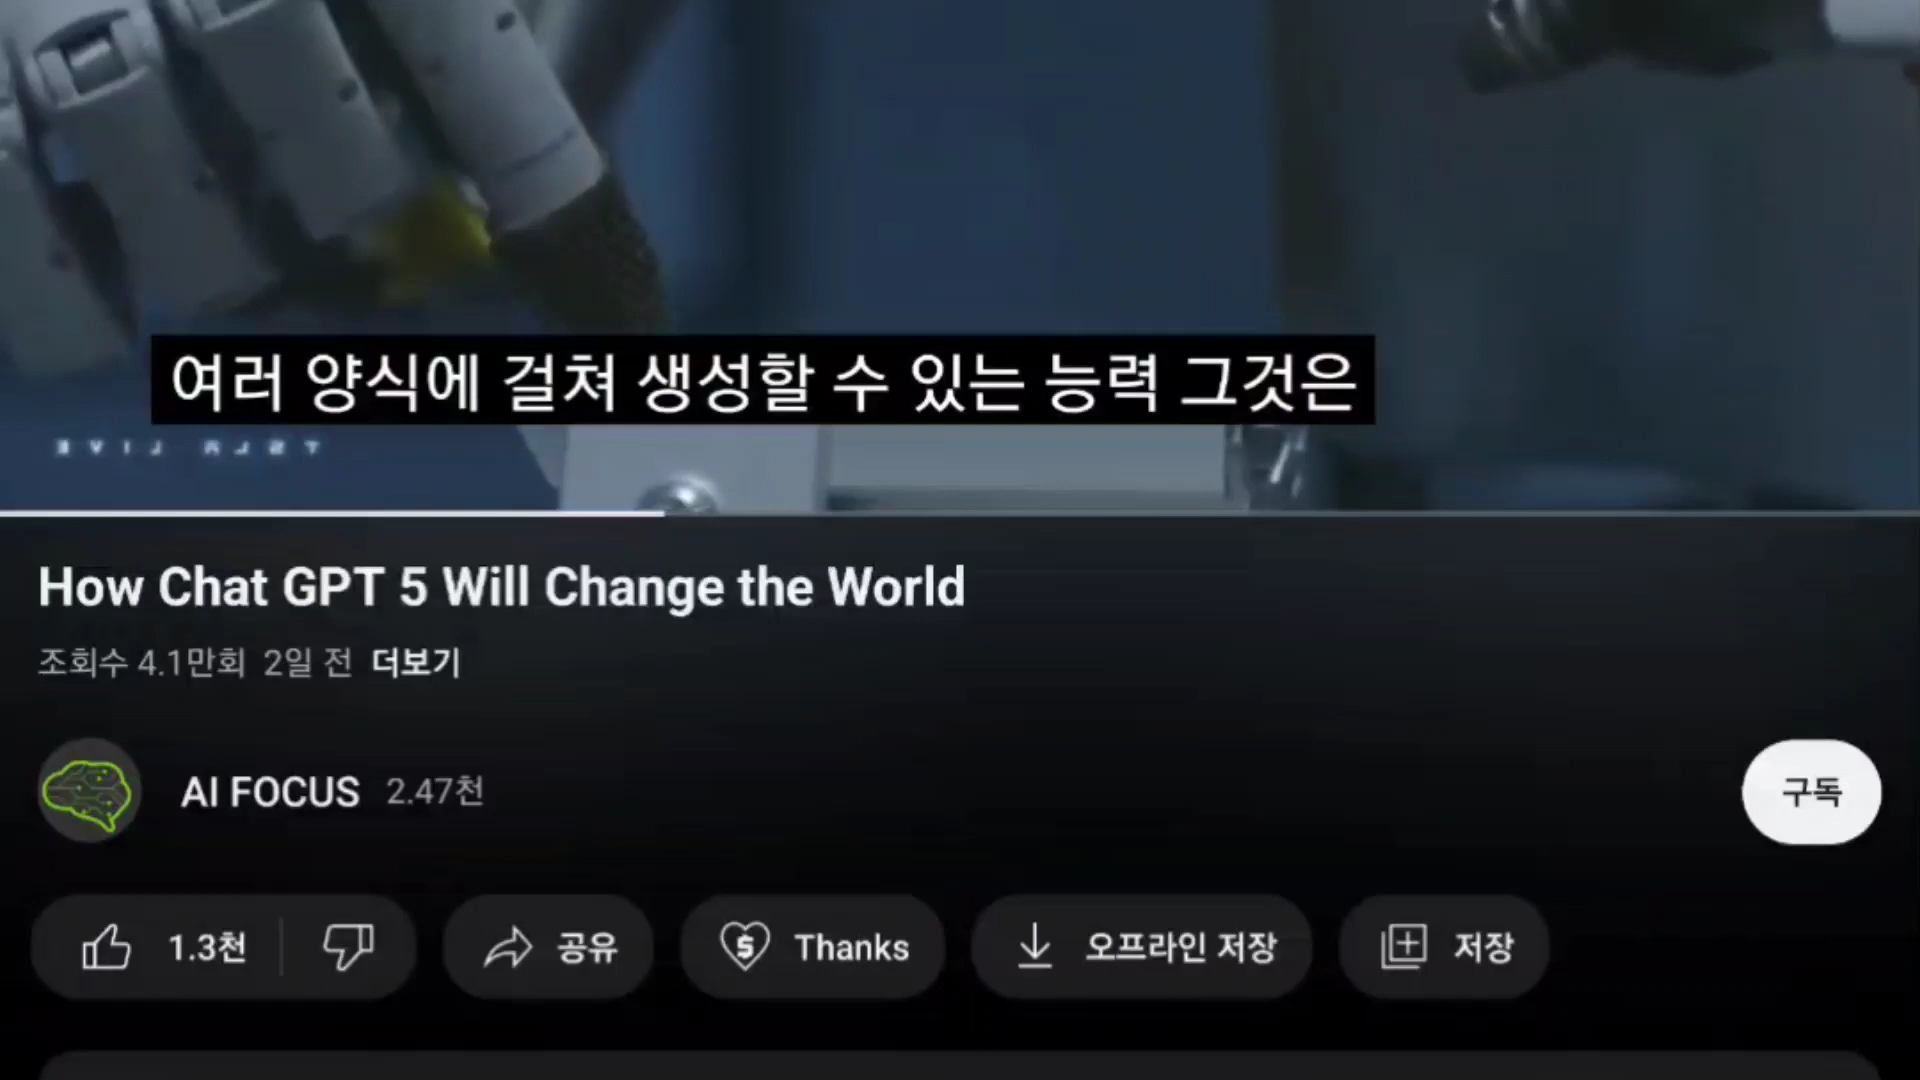 여러 양식에 걸쳐 생성할 수 있는 능력 그것은
How Chat GPT 5 Will Change the World
조회수 4.1만회 2일 전 더보기
AI FOCUS 2.47천
구독
1.3천 공유 Thanks 오프라인 저장 저장